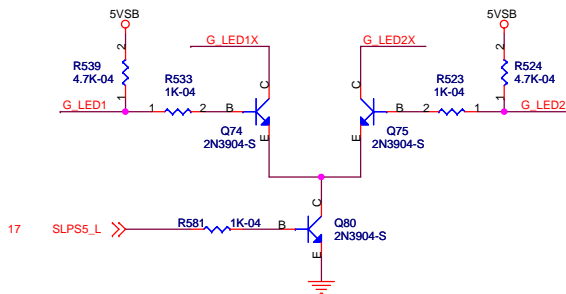 5VSB 5VSB
G_LED1X G_LED2X
2 2
R539 R524
4.7K-04 4.7K-04
R533 R523
1K-04 1K-04
C C
1 1
G_LED1 1 2 B B 2 1 G_LED2
Q74 Q75
2N3904-S 2N3904-S
E E
C
17 SLPS5_L R581 1K-04 B Q80
2N3904-S
E